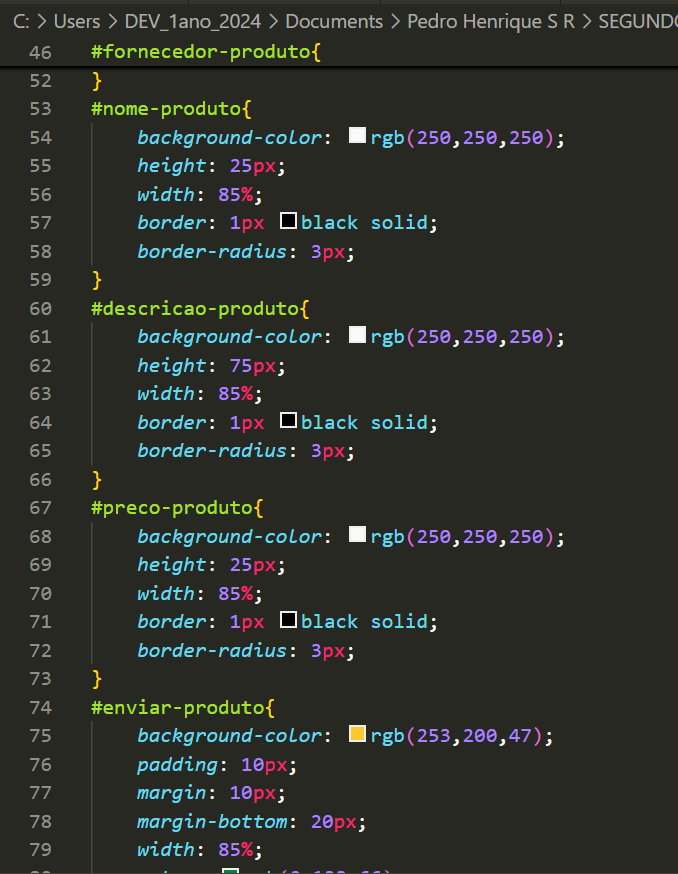 C: > Users > DEV_1ano_2024 > Documents > Pedro Henrique S R > SEGUNDO
46 #fornecedor-produto{
52 }
53 #nome-produto{
54 background-color: rgb(250,250,250);
55 height: 25px;
56 width: 85%;
57 border: 1px black solid;
58 border-radius: 3px;
59 }
60 #descricao-produto{
61 background-color: rgb(250,250,250);
62 height: 75px;
63 width: 85%;
64 border: 1px black solid;
65 border-radius: 3px;
66 }
67 #preco-produto{
68 background-color: rgb(250,250,250);
69 height: 25px;
70 width: 85%;
71 border: 1px black solid;
72 border-radius: 3px;
73 }
74 #enviar-produto{
75 background-color: rgb(253,200,47);
76 padding: 10px;
77 margin: 10px;
78 margin-bottom: 20px;
79 width: 85%;